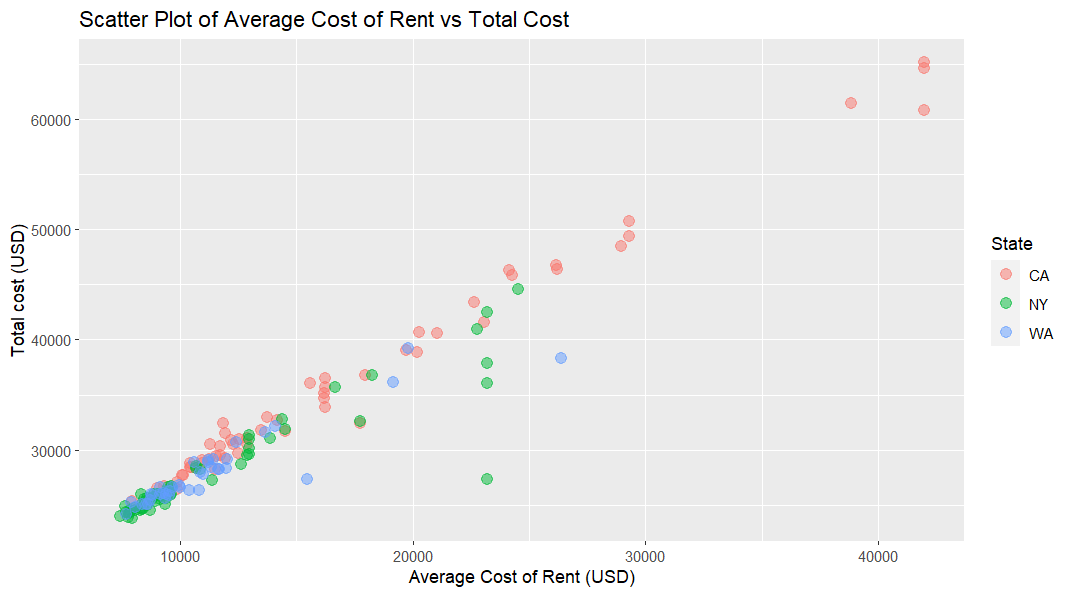 Scatter Plot of Average Cost of Rent vs Total Cost
Total cost (USD)
60000
50000
40000
30000
10000 20000 30000 40000
Average Cost of Rent (USD)
State
CA
NY
WA